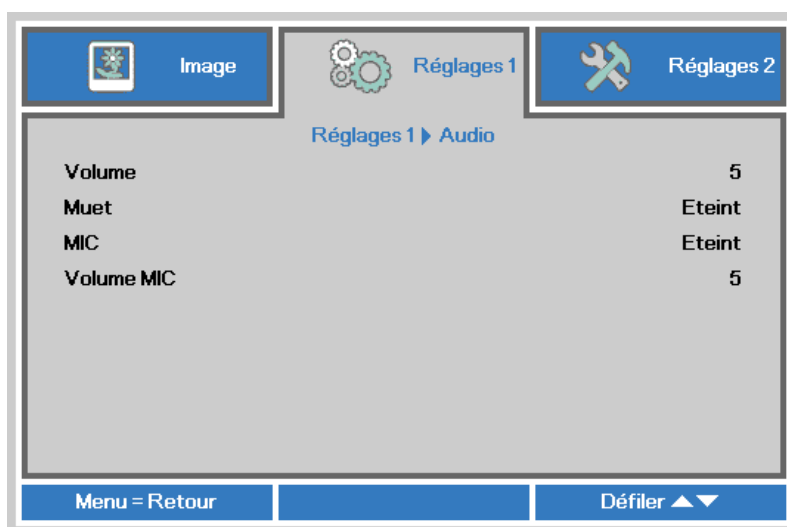 Image
Réglages 1
Réglages 2
Réglages 1 ▶ Audio
Volume 5
Muet Eteint
MIC Eteint
Volume MIC 5
Menu = Retour
Défiler ▲▼